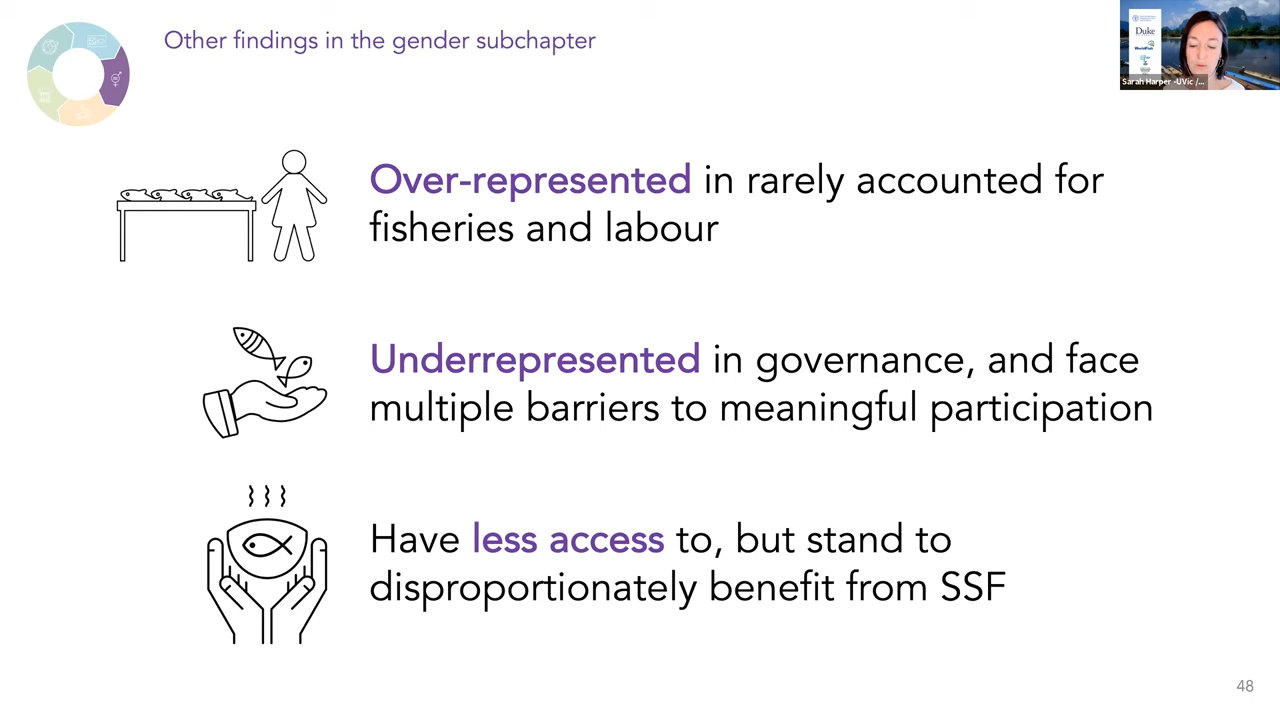 Other findings in the gender subchapter
Duke
WorldFish
Sarah Harper -UVic /...
Over-represented in rarely accounted for
fisheries and labour
Underrepresented in governance, and face
multiple barriers to meaningful participation
Have less access to, but stand to
disproportionately benefit from SSF
48